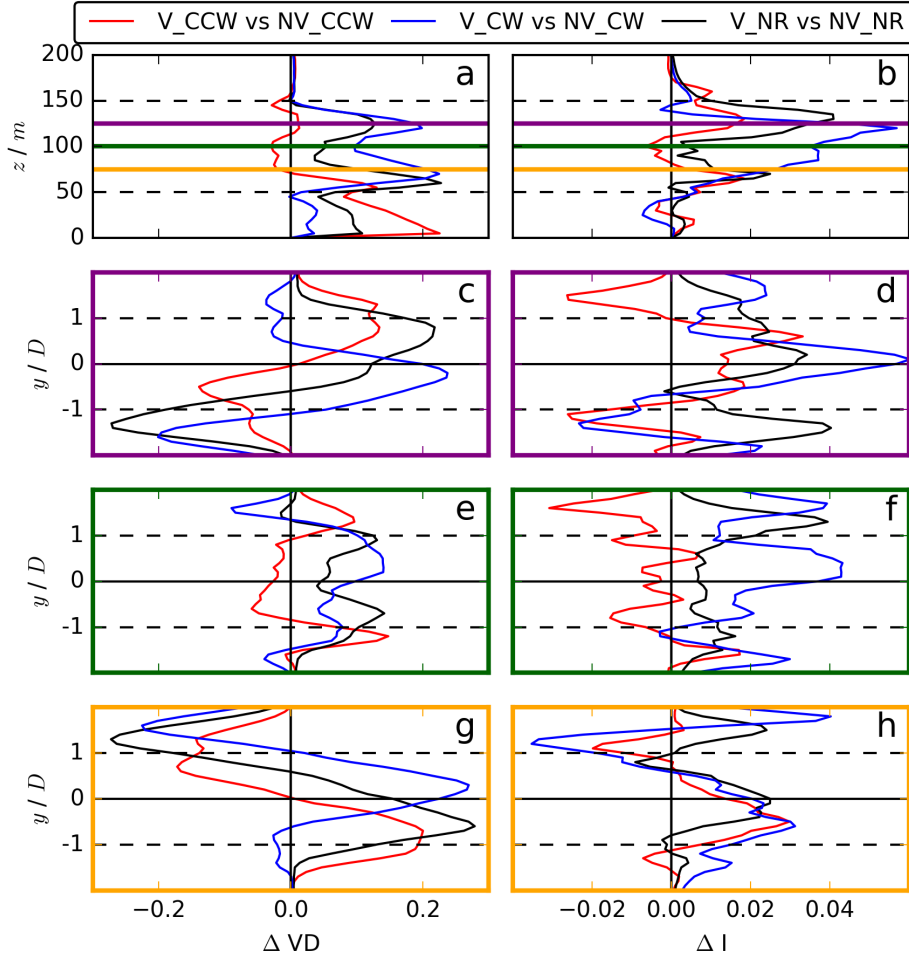 V_CCW vs NV_CCW V_CW vs NV_CW V_NR vs NV_NR
200 a b
150
z / m 100
50
0
c d
1
y / D 0
-1
e f
1
y / D 0
-1
g h
1
y / D 0
-1
−0.2 0.0 0.2 −0.02 0.00 0.02 0.04
Δ VD Δ I